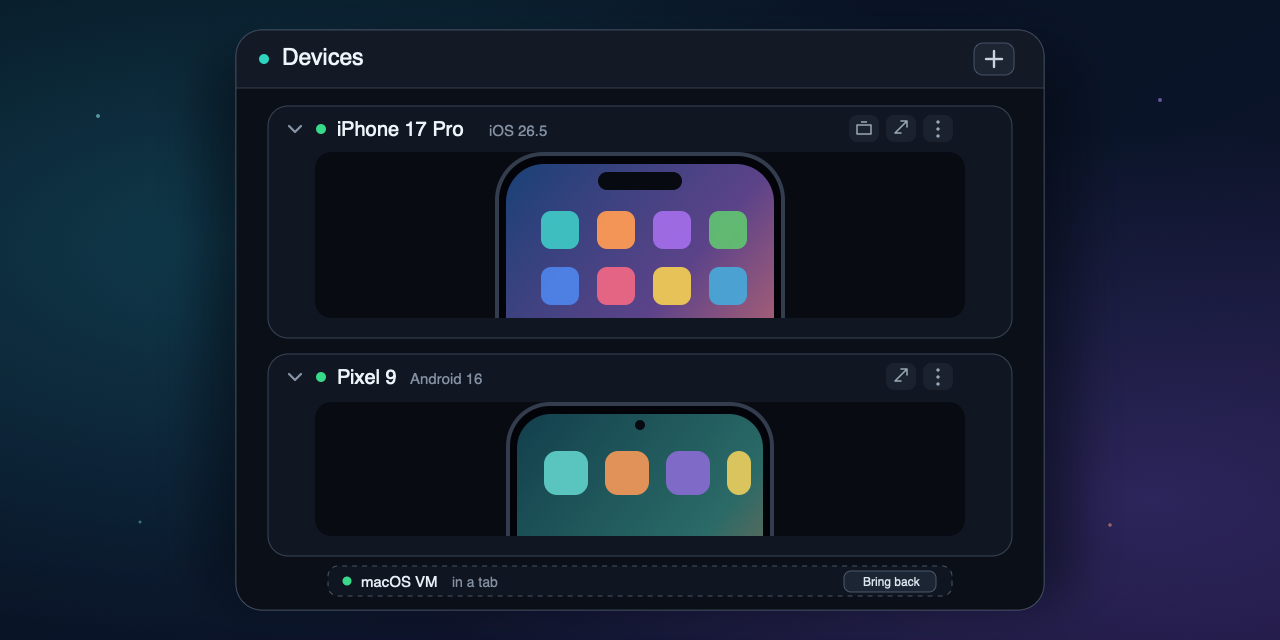 Devices
iPhone 17 Pro iOS 26.5
Pixel 9 Android 16
macOS VM in a tab Bring back